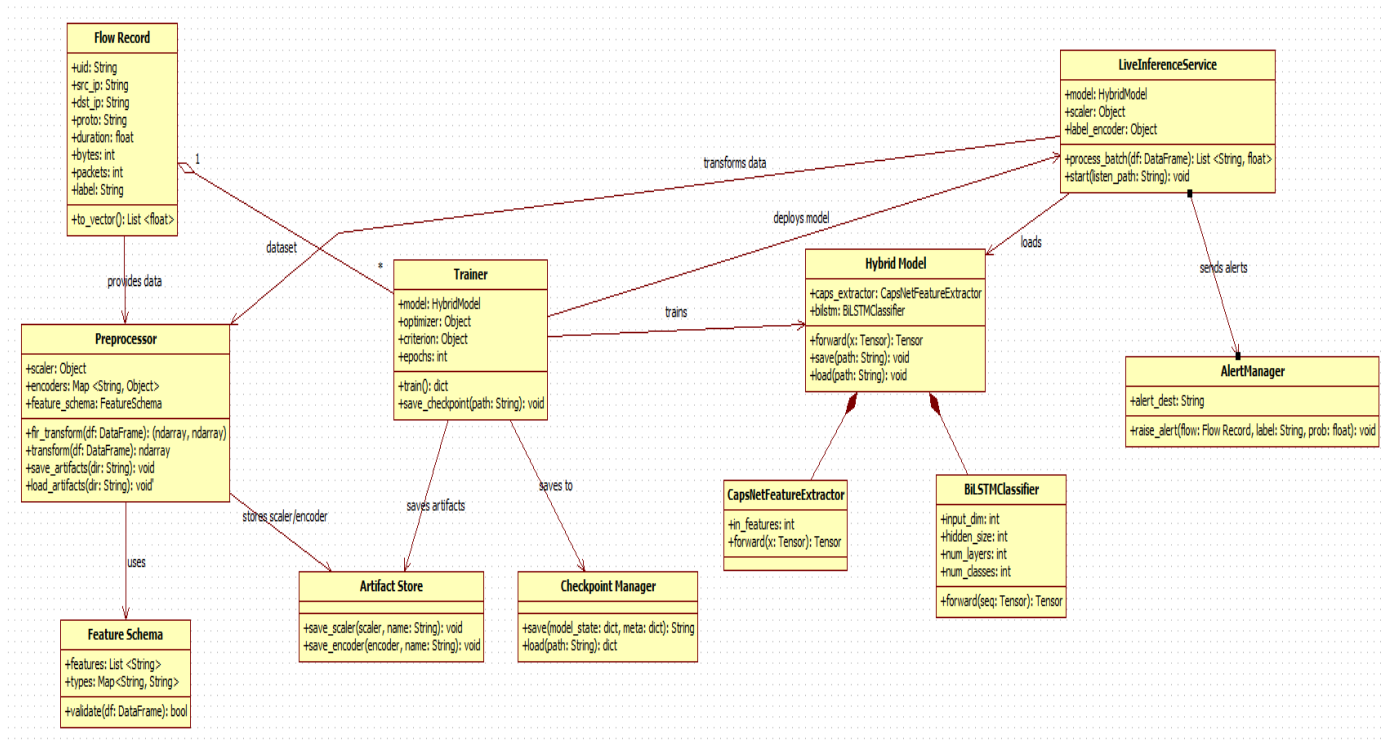 Flow Record
+uid: String
+src_ip: String
+dst_ip: String
+proto: String
+duration: float
+bytes: int
+packets: int
+label: String
+to_vector(): List <float>
1
dataset
*
provides data
transforms data
deploys model
LiveInferenceService
+model: HybridModel
+scaler: Object
+label_encoder: Object
+process_batch(df: DataFrame): List <String, float>
+start(listen_path: String): void
loads
sends alerts
Trainer
+model: HybridModel
+optimizer: Object
+criterion: Object
+epochs: int
+train(): dict
+save_checkpoint(path: String): void
trains
Hybrid Model
+caps_extractor: CapsNetFeatureExtractor
+bilstm: BiLSTMClassifier
+forward(x: Tensor): Tensor
+save(path: String): void
+load(path: String): void
Preprocessor
+scaler: Object
+encoders: Map <String, Object>
+feature_schema: FeatureSchema
+fir_transform(df: DataFrame): (ndarray, ndarray)
+transform(df: DataFrame): ndarray
+save_artifacts(dir: String): void
+load_artifacts(dir: String): void'
AlertManager
+alert_dest: String
+raise_alert(flow: Flow Record, label: String, prob: float): void
stores scaler/encoder
saves artifacts
saves to
uses
CapsNetFeatureExtractor
+in_features: int
+forward(x: Tensor): Tensor
BiLSTMClassifier
+input_dim: int
+hidden_size: int
+num_layers: int
+num_classes: int
+forward(seq: Tensor): Tensor
Artifact Store
+save_scaler(scaler, name: String): void
+save_encoder(encoder, name: String): void
Checkpoint Manager
+save(model_state: dict, meta: dict): String
+load(path: String): dict
Feature Schema
+features: List <String>
+types: Map<String, String>
+validate(df: DataFrame): bool